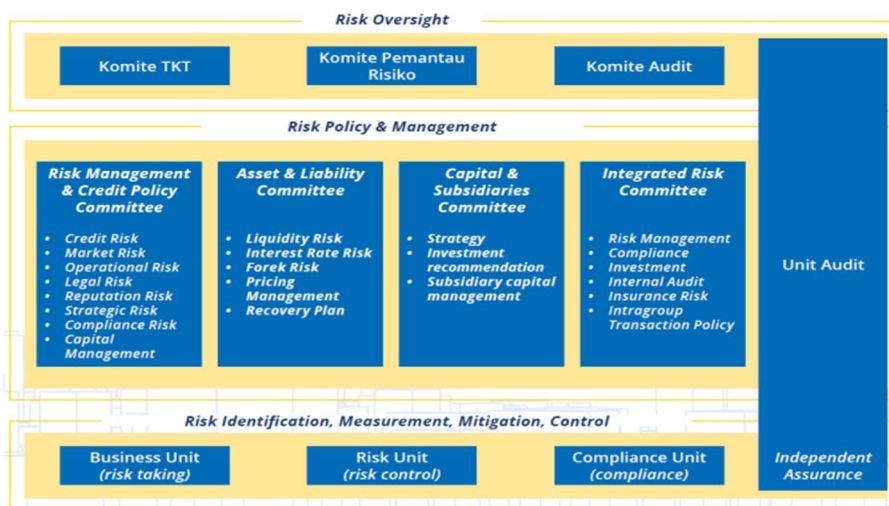 Risk Oversight
Komite TKT
Komite Pemantau
Risiko
Komite Audit
Risk Policy & Management
Risk Management
& Credit Policy
Committee
• Credit Risk
• Market Risk
• Operational Risk
• Legal Risk
• Reputation Risk
• Strategic Risk
• Compliance Risk
• Capital
Management
Asset & Liability
Committee
• Liquidity Risk
• Interest Rate Risk
• Forek Risk
• Pricing
Management
• Recovery Plan
Capital &
Subsidiaries
Committee
• Strategy
• Investment
recommendation
• Subsidiary capital
management
Integrated Risk
Committee
• Risk Management
• Compliance
• Investment
• Internal Audit
• Insurance Risk
• Intragroup
Transaction Policy
Unit Audit
Risk Identification, Measurement, Mitigation, Control
Business Unit
(risk taking)
Risk Unit
(risk control)
Compliance Unit
(compliance)
Independent
Assurance